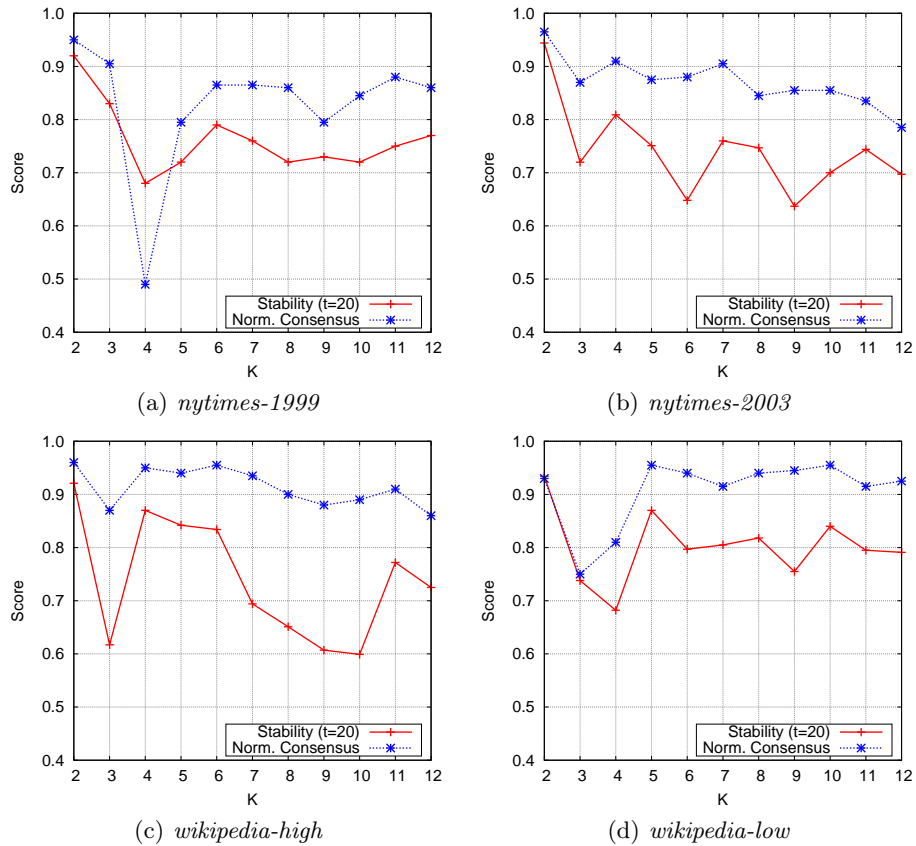 1.0
0.9
0.8
0.7
0.6
0.5
0.4
Score
Stability (t=20)
Norm. Consensus
2 3 4 5 6 7 8 9 10 11 12
K
(a) nytimes-1999
1.0
0.9
0.8
0.7
0.6
0.5
0.4
Score
Stability (t=20)
Norm. Consensus
2 3 4 5 6 7 8 9 10 11 12
K
(b) nytimes-2003
1.0
0.9
0.8
0.7
0.6
0.5
0.4
Score
Stability (t=20)
Norm. Consensus
2 3 4 5 6 7 8 9 10 11 12
K
(c) wikipedia-high
1.0
0.9
0.8
0.7
0.6
0.5
0.4
Score
Stability (t=20)
Norm. Consensus
2 3 4 5 6 7 8 9 10 11 12
K
(d) wikipedia-low